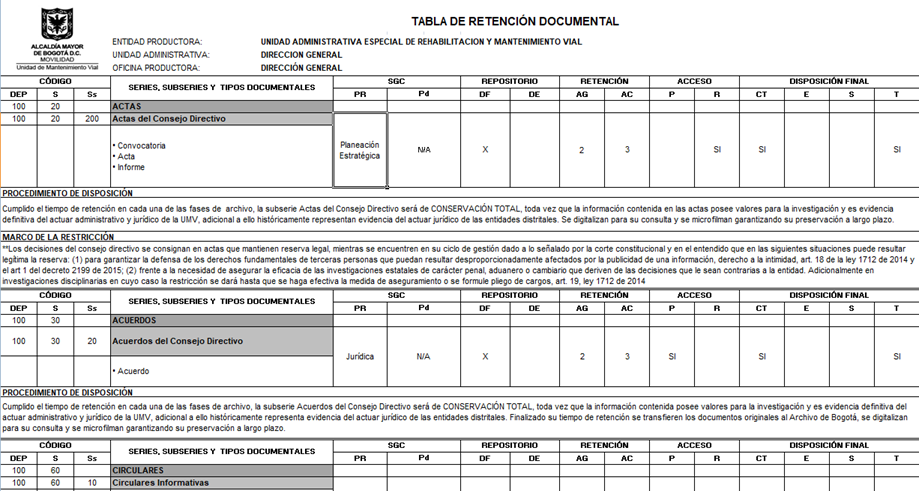 TABLA DE RETENCIÓN DOCUMENTAL
ALCALDÍA MAYOR
DE BOGOTÁ D.C.
MOVILIDAD
Unidad de Mantenimiento Vial
ENTIDAD PRODUCTORA: UNIDAD ADMINISTRATIVA ESPECIAL DE REHABILITACION Y MANTENIMIENTO VIAL
UNIDAD ADMINISTRATIVA: DIRECCION GENERAL
OFICINA PRODUCTORA: DIRECCIÓN GENERAL
CÓDIGO SERIES, SUBSERIES Y TIPOS DOCUMENTALES SGC REPOSITORIO RETENCIÓN ACCESO DISPOSICIÓN FINAL
DEP S Ss PR Pd DF DE AG AC P R CT E S T
100 20 ACTAS
100 20 200 Actas del Consejo Directivo
• Convocatoria
• Acta
• Informe
Planeación
Estratégica
N/A X 2 3 SI SI SI
PROCEDIMIENTO DE DISPOSICIÓN
Cumplido el tiempo de retención en cada una de las fases de archivo, la subserie Actas del Consejo Directivo será de CONSERVACIÓN TOTAL, toda vez que la información contenida en las actas posee valores para la investigación y es evidencia
definitiva del actuar administrativo y jurídico de la UMV, adicional a ello históricamente representan evidencia del actuar jurídico de las entidades distritales. Se digitalizan para su consulta y se microfilman garantizando su preservación a largo plazo.
MARCO DE LA RESTRICCIÓN
**Los decisiones del consejo directivo se consignan en actas que mantienen reserva legal, mientras se encuentren en su ciclo de gestión dado a lo señalado por la corte constitucional y en el entendido que en las siguientes situaciones puede resultar
legítima la reserva: (1) para garantizar la defensa de los derechos fundamentales de terceras personas que puedan resultar desproporcionadamente afectados por la publicidad de una información, derecho a la intimidad, art. 18 de la ley 1712 de 2014 y
el art 1 del decreto 2199 de 2015; (2) frente a la necesidad de asegurar la eficacia de las investigaciones estatales de carácter penal, aduanero o cambiario que deriven de las decisiones que le sean contrarias a la entidad. Adicionalmente en
investigaciones disciplinarias en cuyo caso la restricción se dará hasta que se haga efectiva la medida de aseguramiento o se formule pliego de cargos, art. 19, ley 1712 de 2014
CÓDIGO SERIES, SUBSERIES Y TIPOS DOCUMENTALES SGC REPOSITORIO RETENCIÓN ACCESO DISPOSICIÓN FINAL
DEP S Ss PR Pd DF DE AG AC P R CT E S T
100 30 ACUERDOS
100 30 20 Acuerdos del Consejo Directivo
• Acuerdo
Jurídica N/A X 2 3 SI SI SI
PROCEDIMIENTO DE DISPOSICIÓN
Cumplido el tiempo de retención en cada una de las fases de archivo, la subserie Acuerdos del Consejo Directivo será de CONSERVACIÓN TOTAL, toda vez que la información contenida posee valores para la investigación y es evidencia definitiva del
actuar administrativo y jurídico de la UMV, adicional a ello históricamente representa evidencia del actuar jurídico de las entidades distritales. Finalizado su tiempo de retención se transfieren los documentos originales al Archivo de Bogotá, se digitalizan
para su consulta y se microfilman garantizando su preservación a largo plazo.
CÓDIGO SERIES, SUBSERIES Y TIPOS DOCUMENTALES SGC REPOSITORIO RETENCIÓN ACCESO DISPOSICIÓN FINAL
DEP S Ss PR Pd DF DE AG AC P R CT E S T
100 60 CIRCULARES
100 60 10 Circulares Informativas